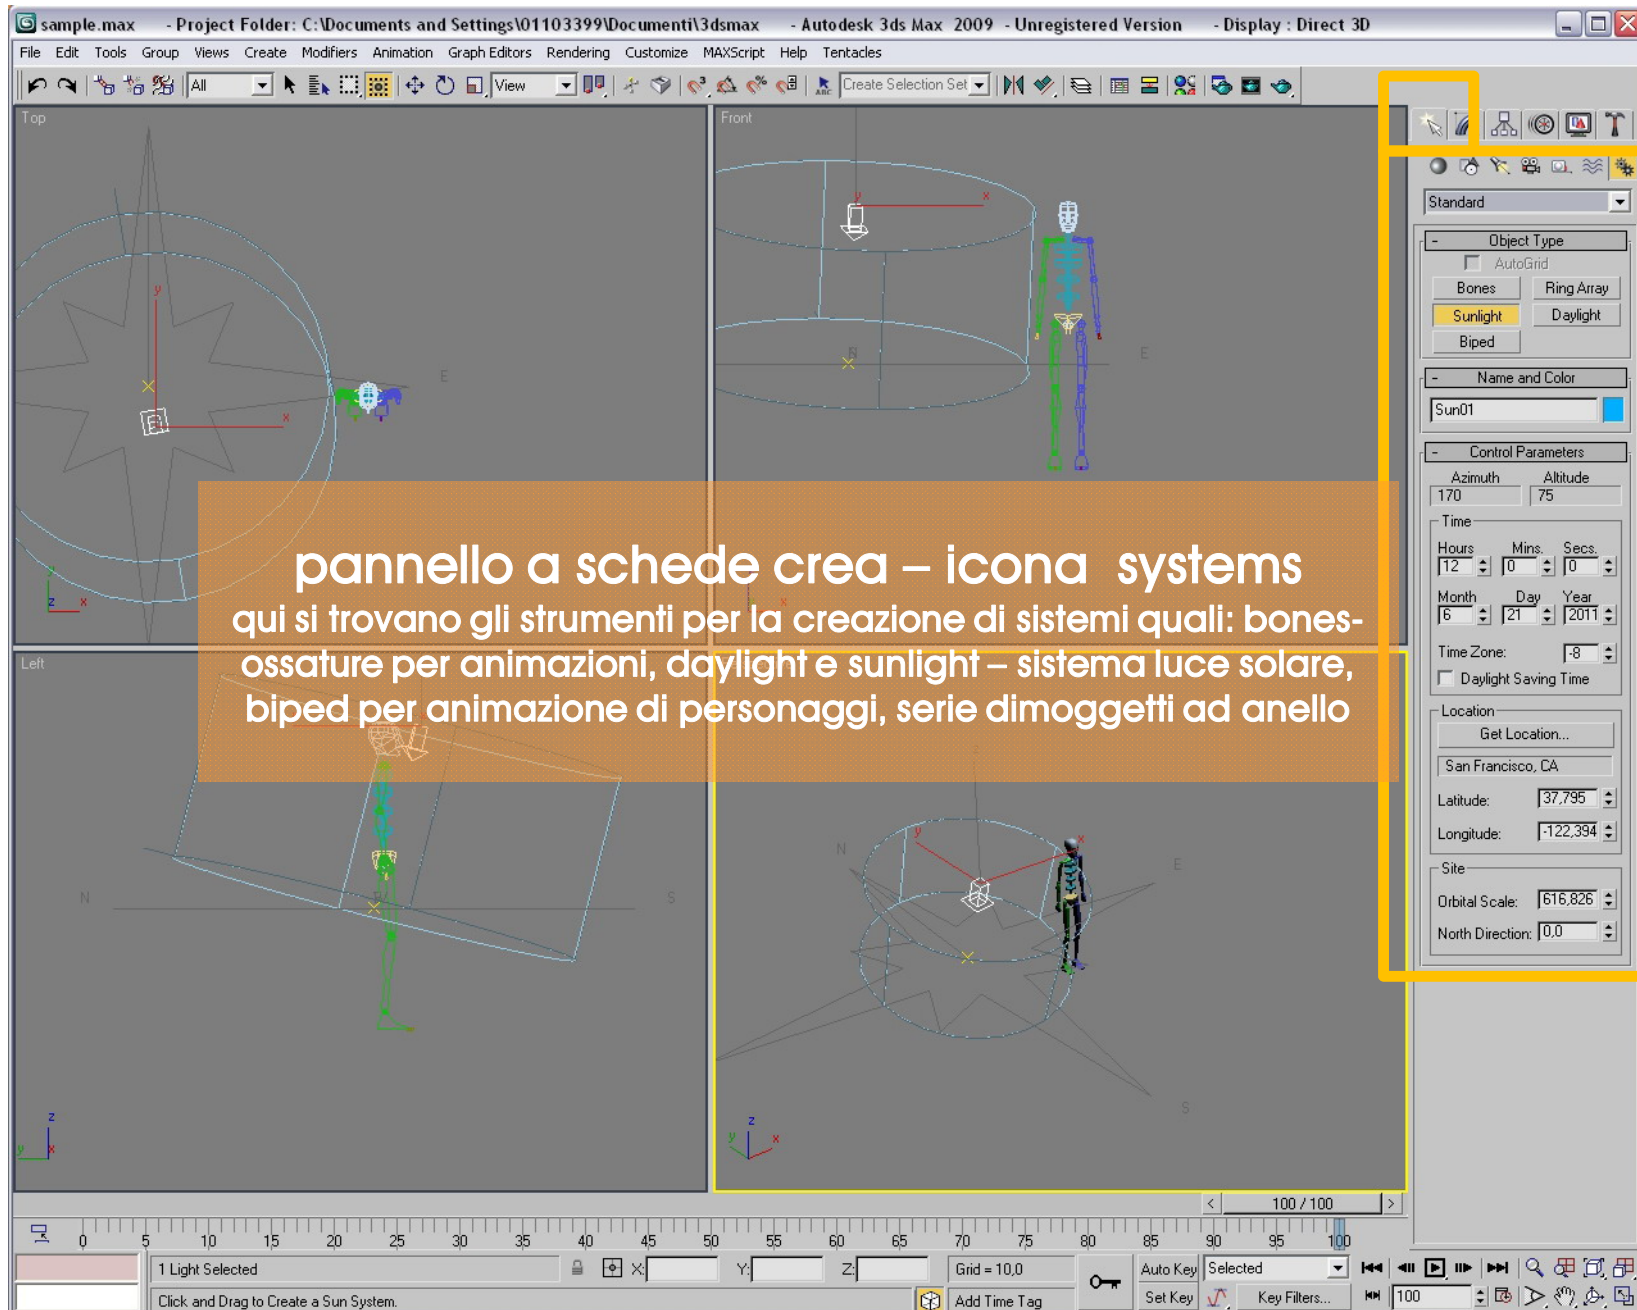 sample.max - Project Folder: C:\Documents and Settings\01103399\Documenti\3dsmax - Autodesk 3ds Max 2009 - Unregistered Version - Display : Direct 3D
File Edit Tools Group Views Create Modifiers Animation Graph Editors Rendering Customize MAXScript Help Tentacles
All View ABC Create Selection Set
Top
Front
y
x
E
y
x
E
z x
Left
N
S
z
y x
y
x
N
E
S
z
y x
pannello a schede crea – icona systems
qui si trovano gli strumenti per la creazione di sistemi quali: bones-
ossature per animazioni, daylight e sunlight – sistema luce solare,
biped per animazione di personaggi, serie dimoggetti ad anello
Standard
- Object Type
AutoGrid
Bones Ring Array
Sunlight Daylight
Biped
- Name and Color
Sun01
- Control Parameters
Azimuth Altitude
170 75
Time
Hours Mins. Secs.
12 0 0
Month Day Year
6 21 2011
Time Zone: -8
Daylight Saving Time
Location
Get Location...
San Francisco, CA
Latitude: 37,795
Longitude: -122,394
Site
Orbital Scale: 616,826
North Direction: 0,0
< 100 / 100 >
0 5 10 15 20 25 30 35 40 45 50 55 60 65 70 75 80 85 90 95 100
1 Light Selected X: Y: Z: Grid = 10,0 Auto Key Selected
Click and Drag to Create a Sun System. Add Time Tag Set Key Key Filters... 100